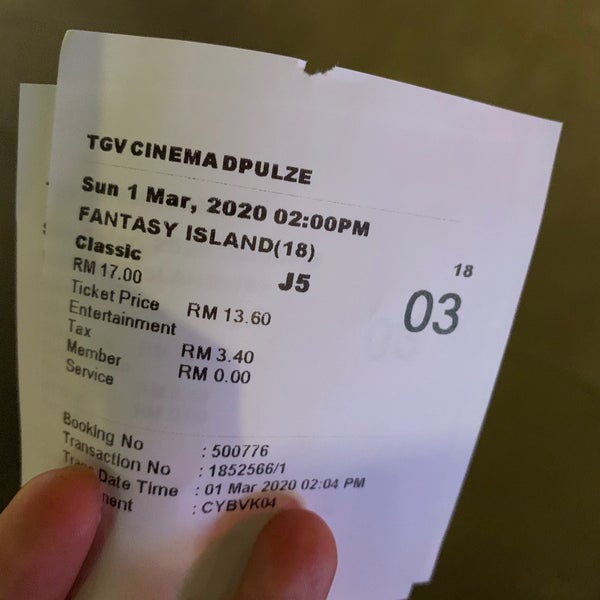 TGV CINEMA DPULZE
Sun 1 Mar, 2020 02:00PM
FANTASY ISLAND(18)
Classic
RM 17.00
J5
18
03
Ticket Price RM 13.60
Entertainment
Tax RM 3.40
Member RM 0.00
Service
Booking No : 500776
Transaction No : 1852566/1
Date Time : 01 Mar 2020 02:04 PM
: CYBVK04